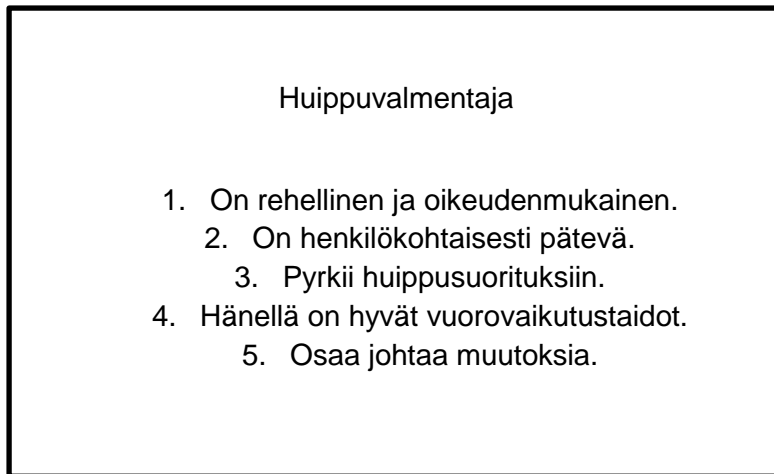 Huippuvalmentaja
1. On rehellinen ja oikeudenmukainen.
2. On henkilökohtaisesti pätevä.
3. Pyrkii huippusuorituksiin.
4. Hänellä on hyvät vuorovaikutustaidot.
5. Osaa johtaa muutoksia.